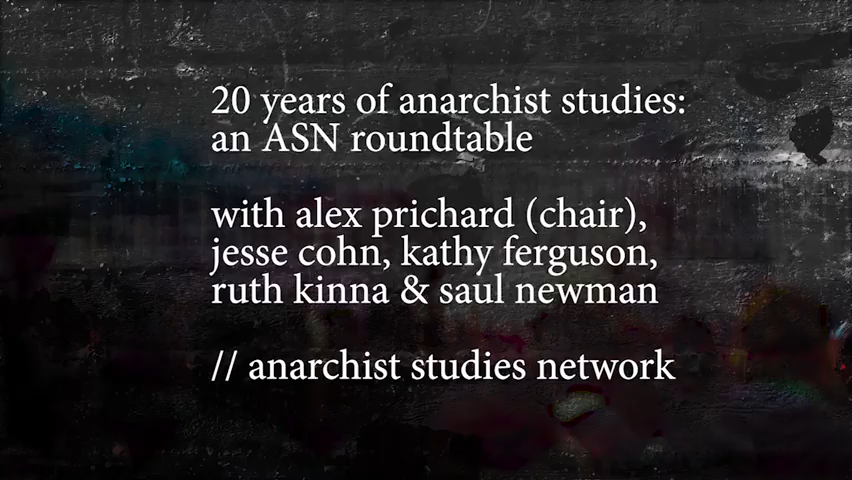 20 years of anarchist studies:
an ASN roundtable
with alex prichard (chair),
jesse cohn, kathy ferguson,
ruth kinna & saul newman
// anarchist studies network